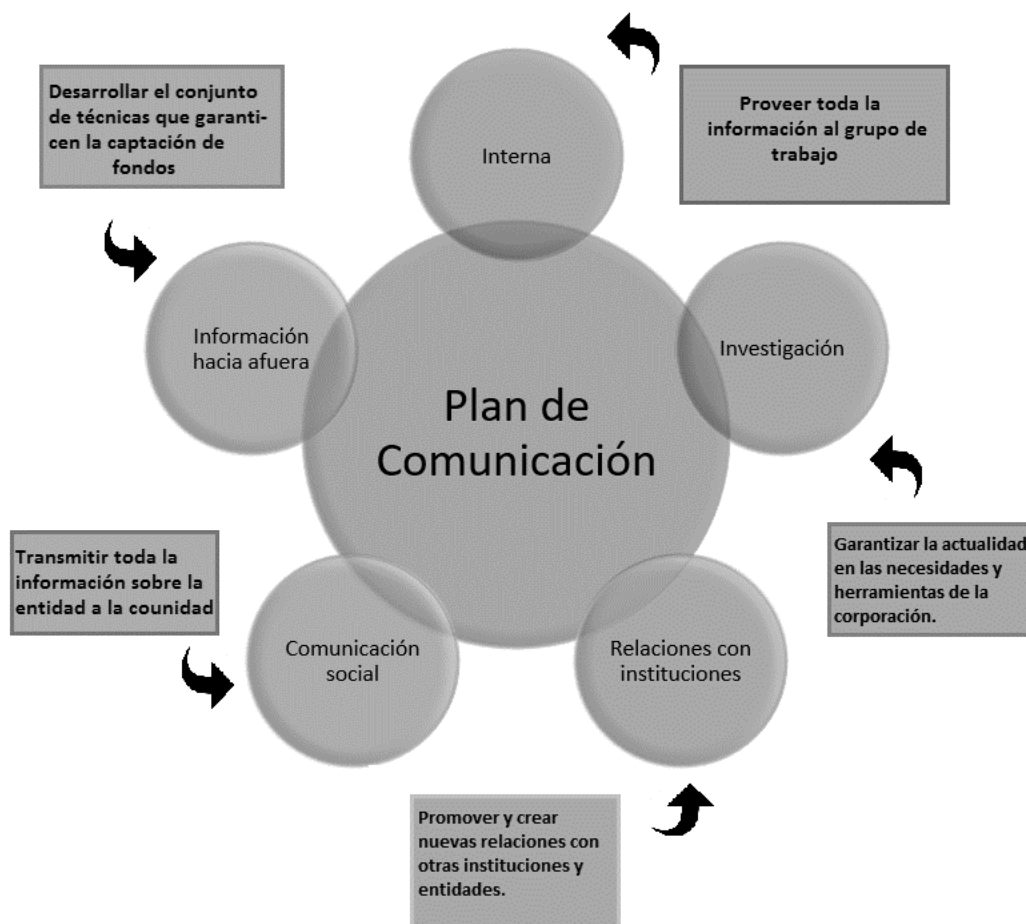 Desarrollar el conjunto
de técnicas que garanti-
cen la captación de
fondos
Proveer toda la
información al grupo de
trabajo
Interna
Información
hacia afuera
Investigación
Plan de
Comunicación
Transmitir toda la
información sobre la
entidad a la counidad
Garantizar la actualidad
en las necesidades y
herramientas de la
corporación.
Comunicación
social
Relaciones con
instituciones
Promover y crear
nuevas relaciones con
otras instituciones y
entidades.